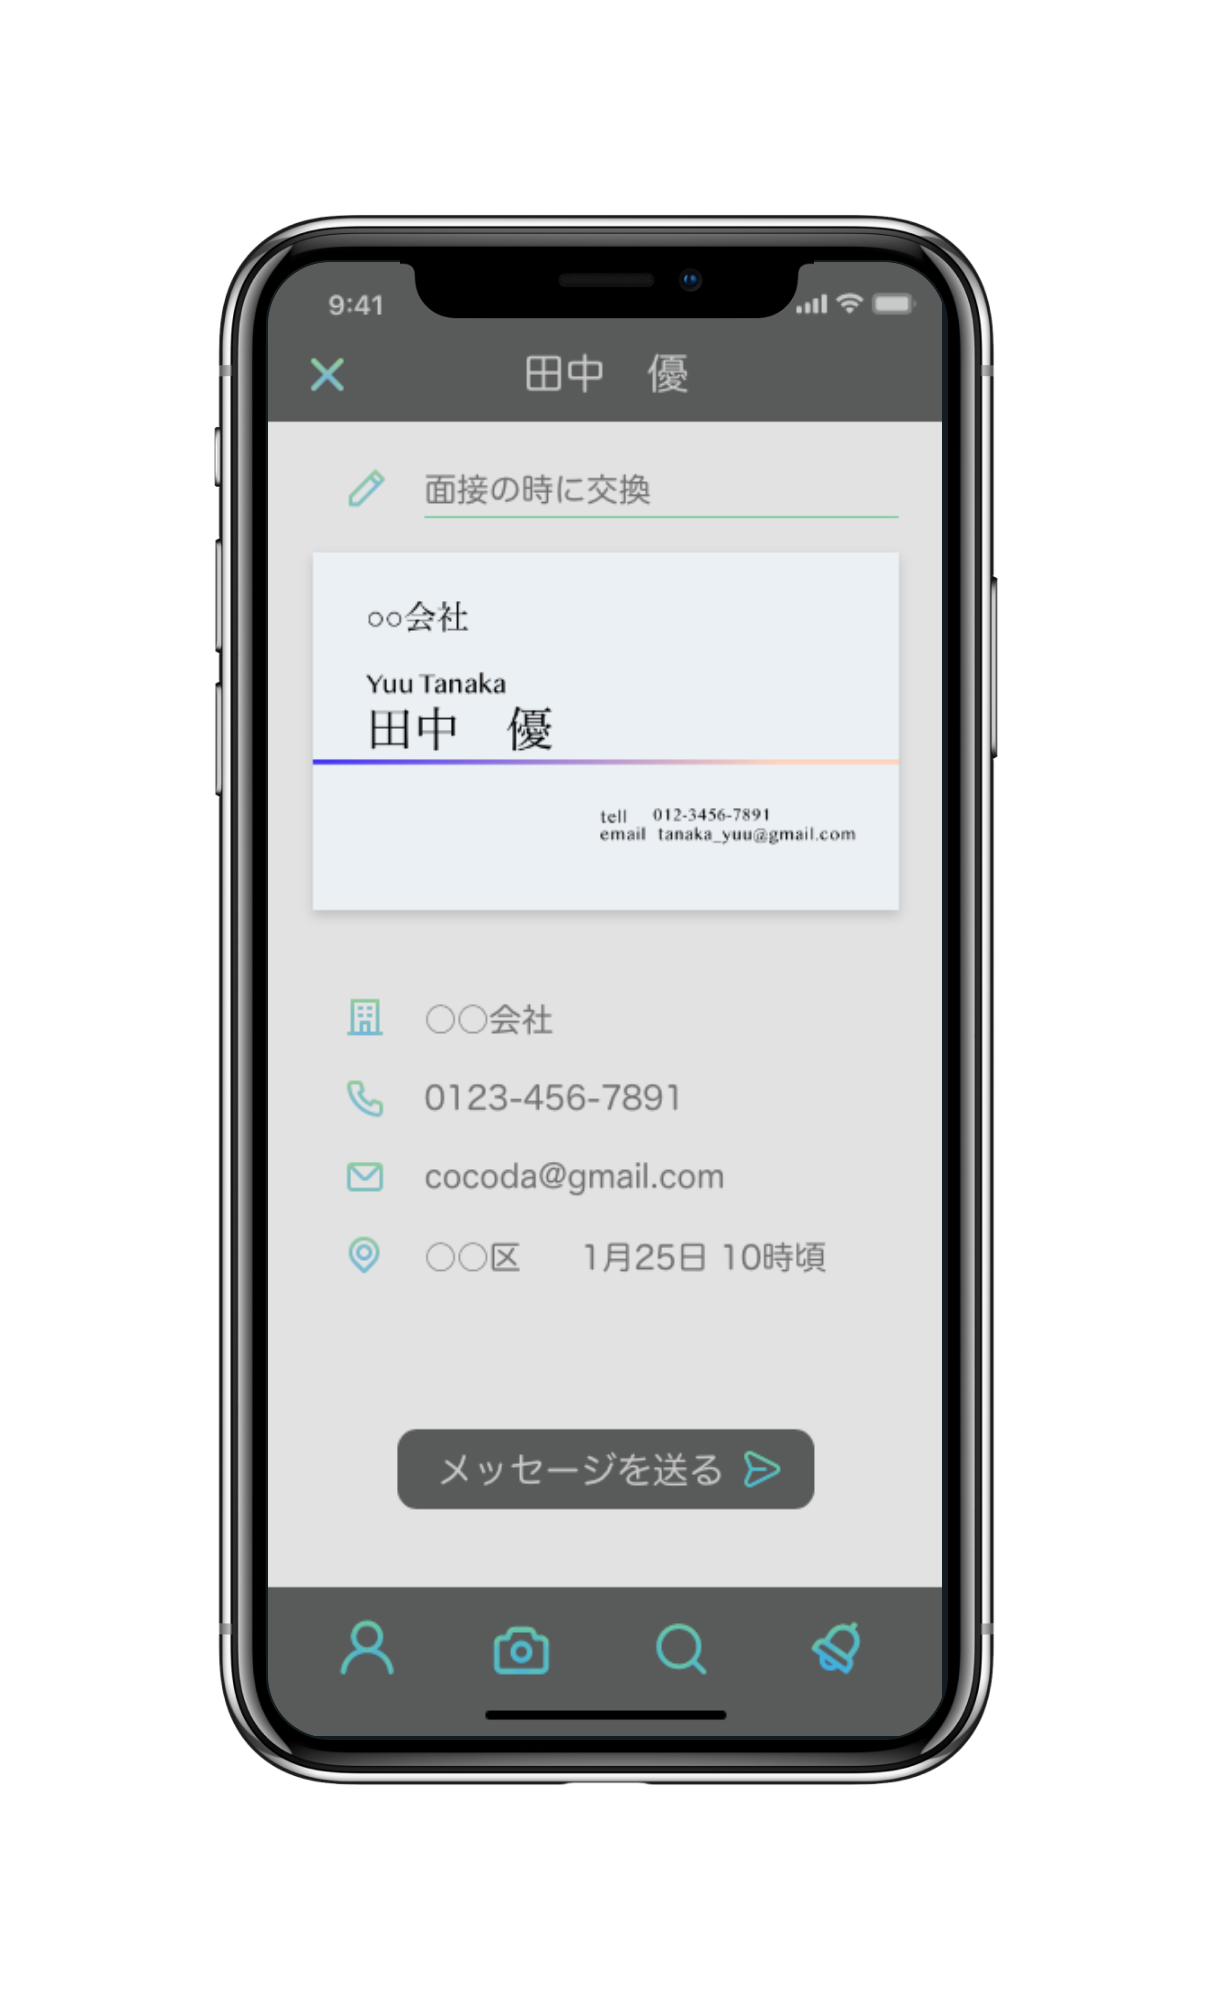 9:41
田中　優
面接の時に交換
○○会社
Yuu Tanaka
田中　優
tell 012-3456-7891
email tanaka_yuu@gmail.com
○○会社
0123-456-7891
cocoda@gmail.com
○○区　1月25日 10時頃
メッセージを送る